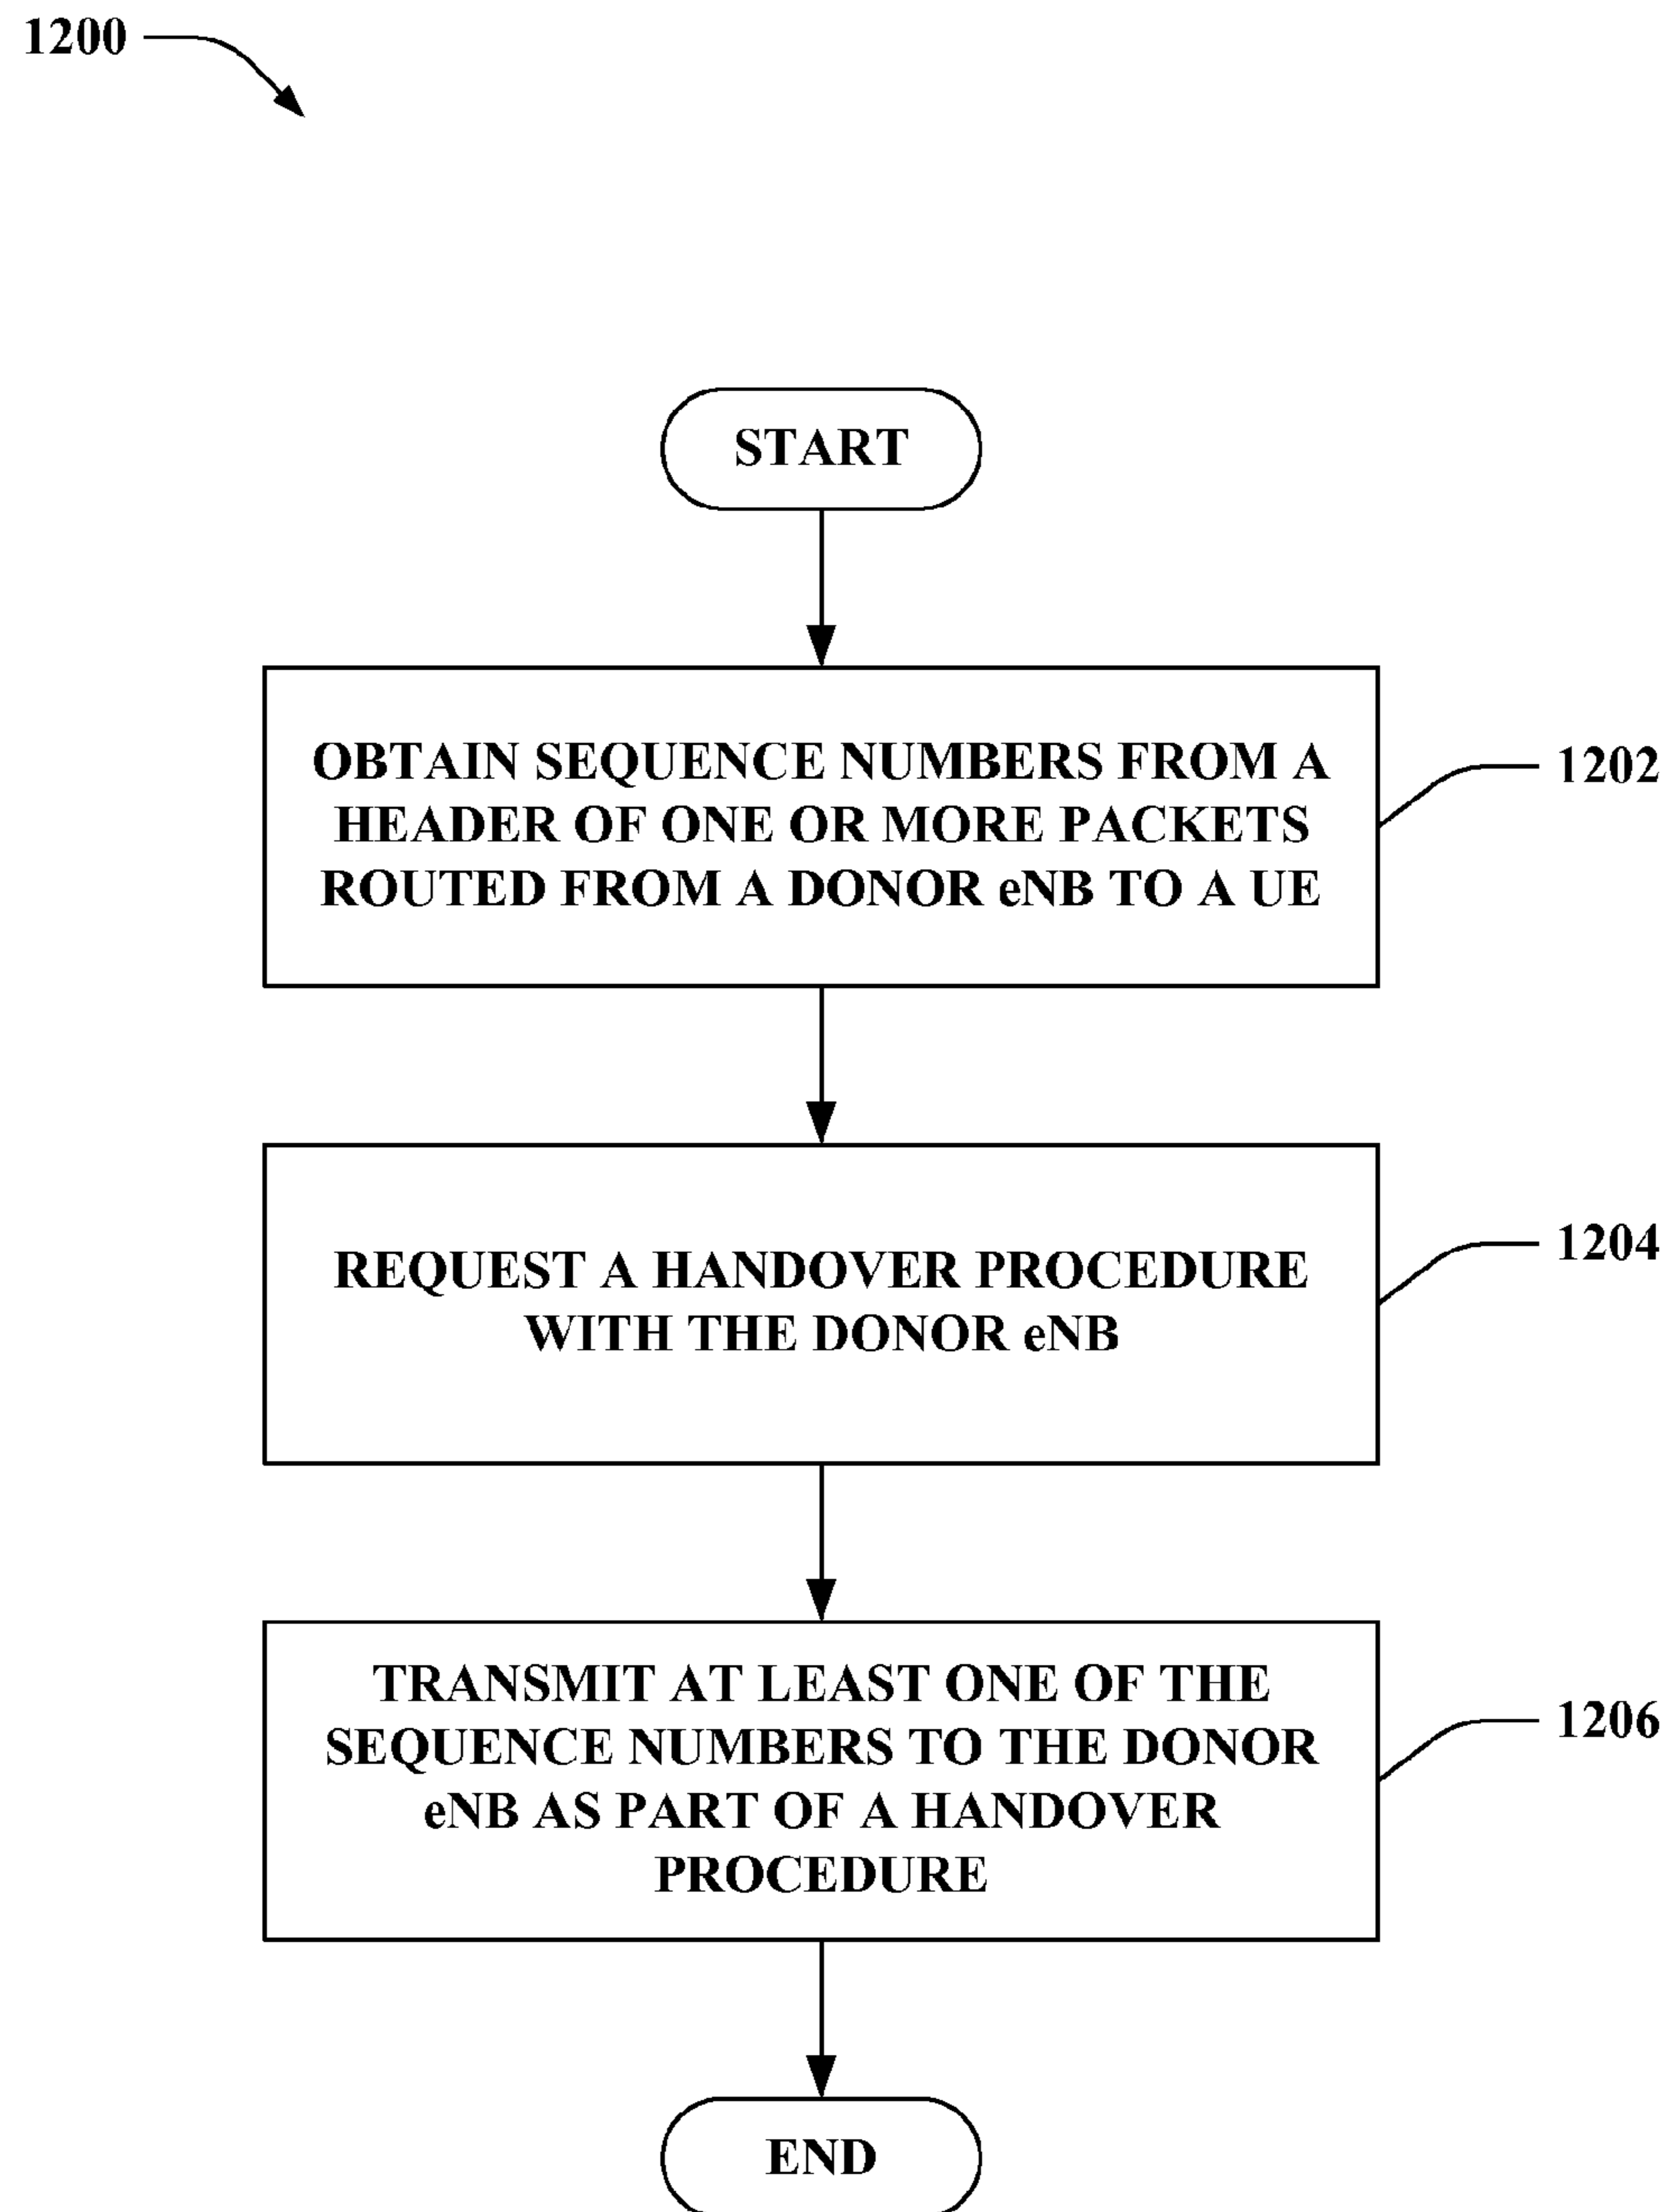 1200
START
OBTAIN SEQUENCE NUMBERS FROM A
HEADER OF ONE OR MORE PACKETS
ROUTED FROM A DONOR eNB TO A UE
1202
REQUEST A HANDOVER PROCEDURE
WITH THE DONOR eNB
1204
TRANSMIT AT LEAST ONE OF THE
SEQUENCE NUMBERS TO THE DONOR
eNB AS PART OF A HANDOVER
PROCEDURE
1206
END